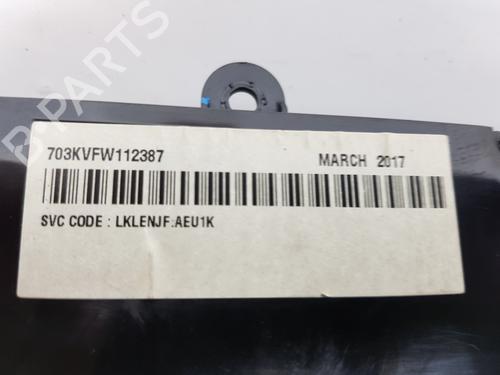 B-PARTS
703KVFW112387 MARCH 2017
SVC CODE : LKLENJF.AEU1K